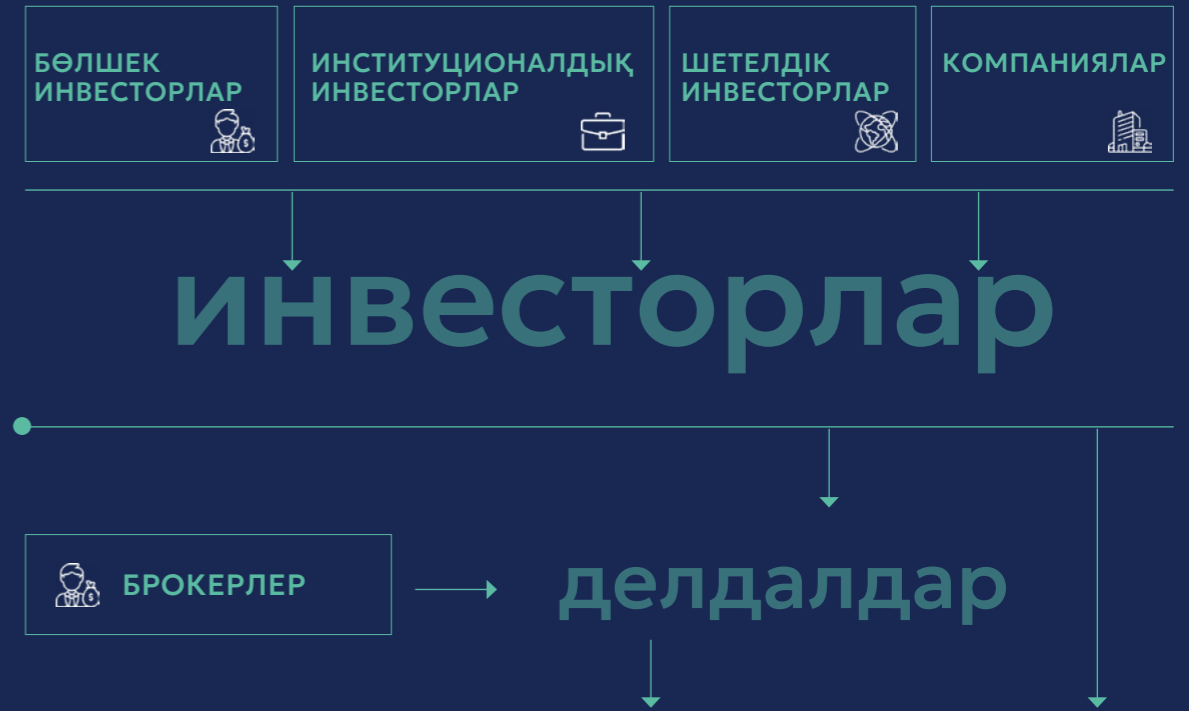 БӨЛШЕК
ИНВЕСТОРЛАР
ИНСТИТУЦИОНАЛДЫҚ
ИНВЕСТОРЛАР
ШЕТЕЛДІК
ИНВЕСТОРЛАР
КОМПАНИЯЛАР
инвесторлар
БРОКЕРЛЕР
делдалдар